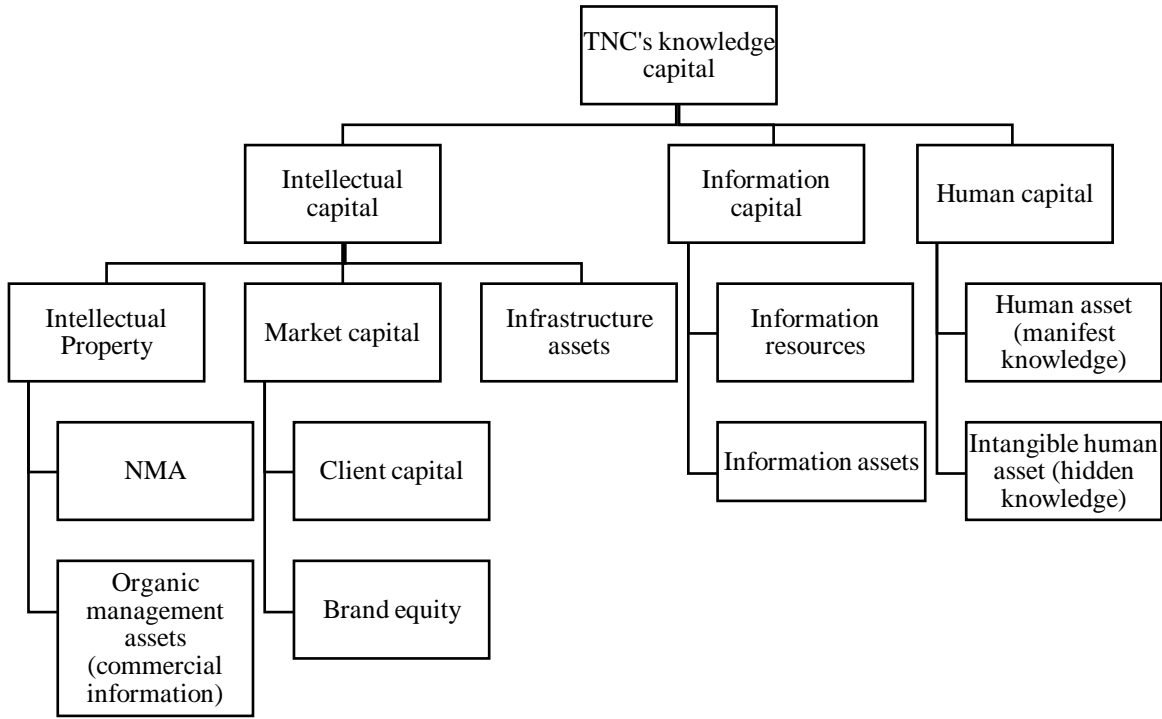 TNC's knowledge
capital
Intellectual
capital
Information
capital
Human capital
Intellectual
Property
Market capital
Infrastructure
assets
Information
resources
Human asset
(manifest
knowledge)
NMA
Client capital
Information assets
Intangible human
asset (hidden
knowledge)
Organic
management
assets
(commercial
information)
Brand equity